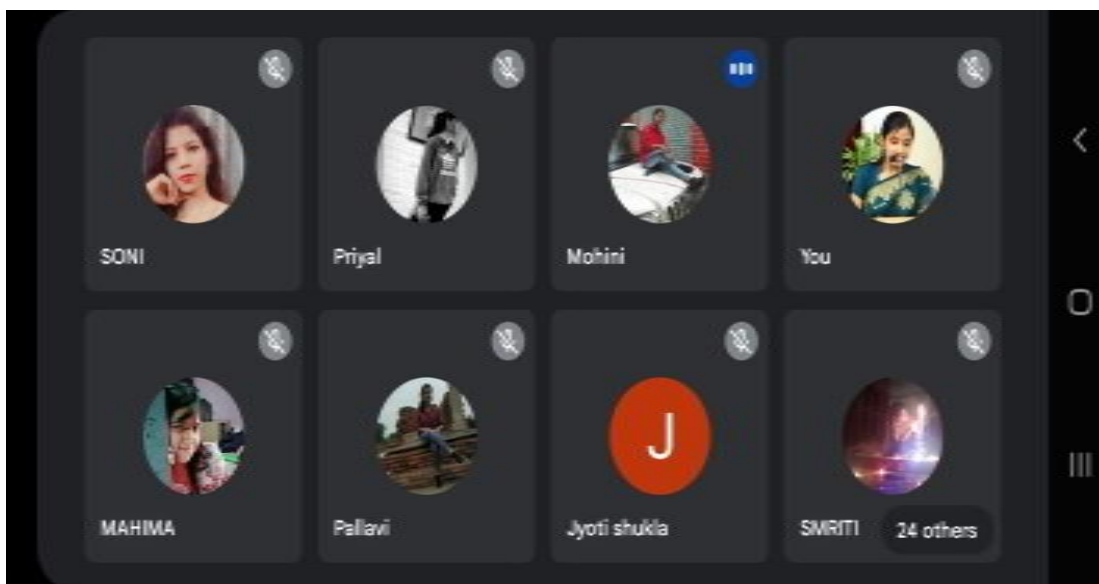 SONI
Priyal
Mohini
You
MAHIMA
Pallavi
J
Jyoti shukla
SMRITI
24 others